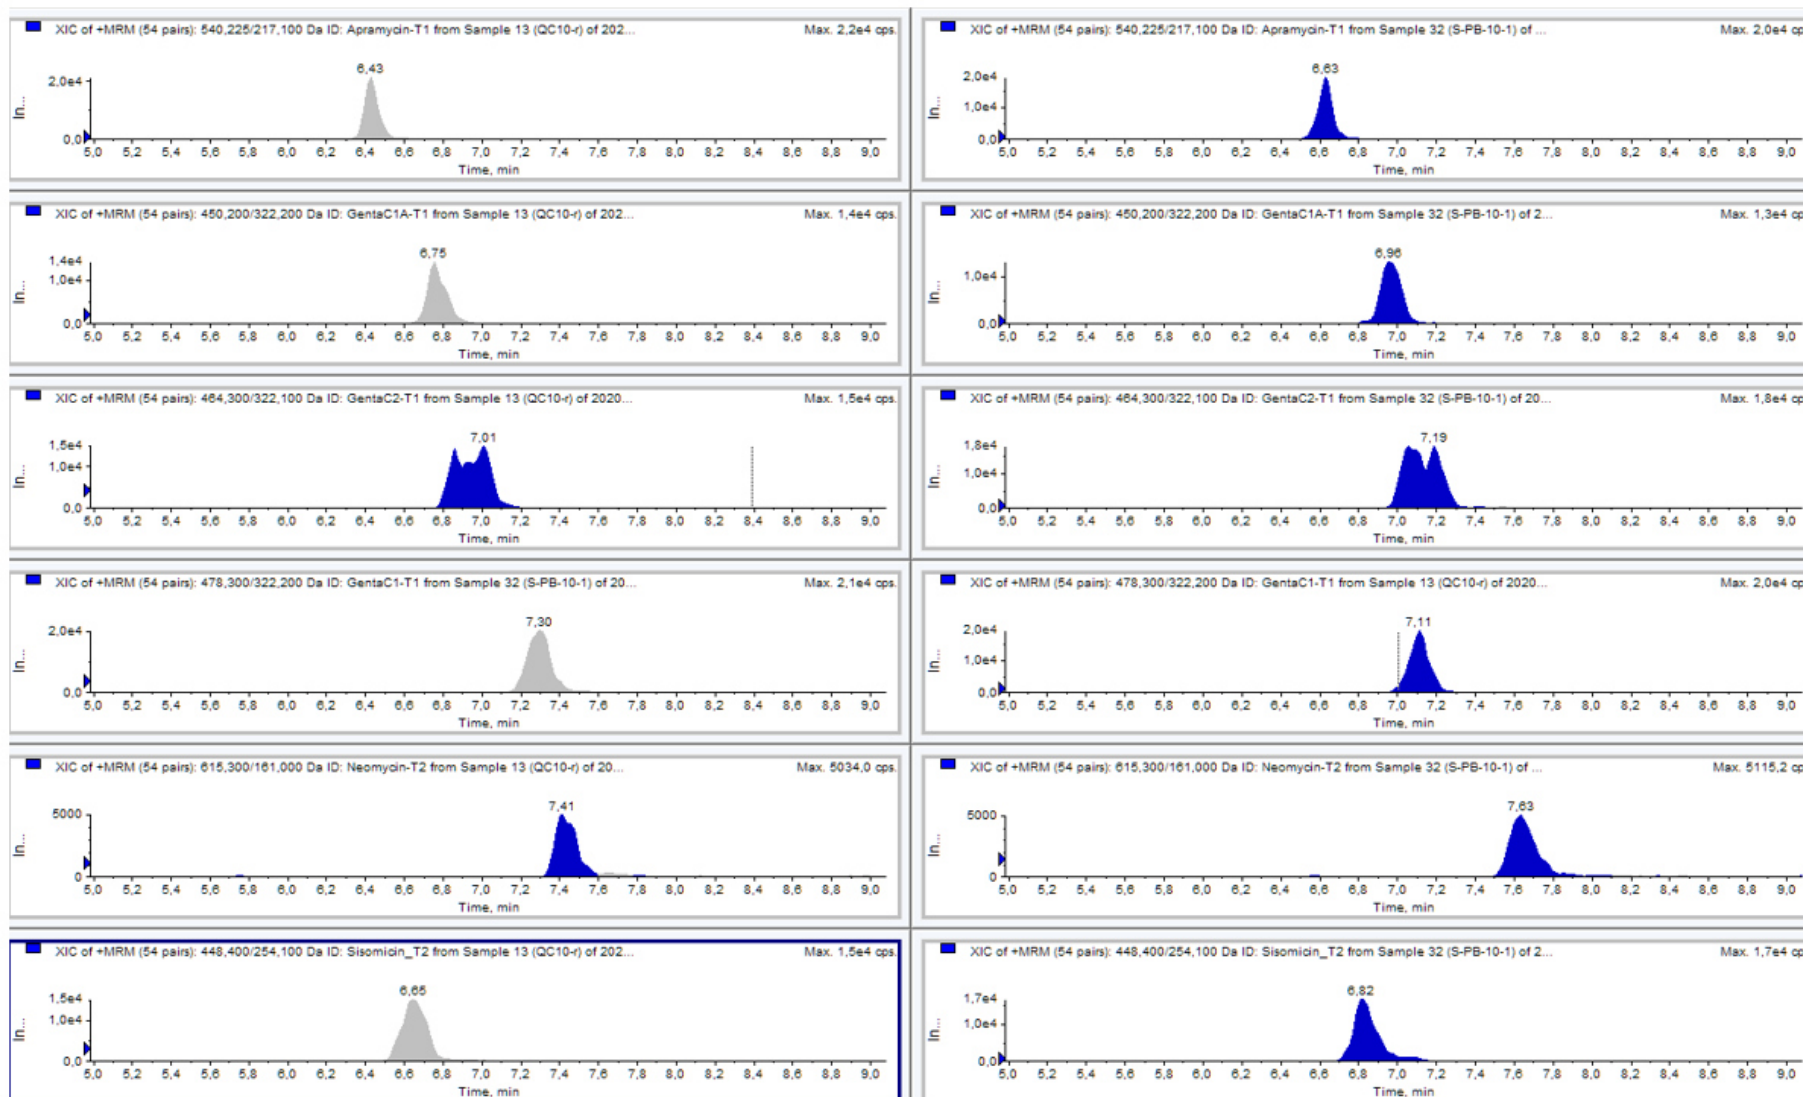 XIC of +MRM (54 pairs): 540,225/217,100 Da ID: Apramycin-T1 from Sample 13 (QC10-r) of 202... Max. 2,2e4 cps.
6,43
2,0e4
0,0
In...
5,0 5,2 5,4 5,6 5,8 6,0 6,2 6,4 6,6 6,8 7,0 7,2 7,4 7,6 7,8 8,0 8,2 8,4 8,6 8,8 9,0
Time, min
XIC of +MRM (54 pairs): 540,225/217,100 Da ID: Apramycin-T1 from Sample 32 (S-PB-10-1) of ... Max. 2,0e4 cp
6,63
2,0e4
1,0e4
0,0
In...
5,0 5,2 5,4 5,6 5,8 6,0 6,2 6,4 6,6 6,8 7,0 7,2 7,4 7,6 7,8 8,0 8,2 8,4 8,6 8,8 9,0
Time, min
XIC of +MRM (54 pairs): 450,200/322,200 Da ID: GentaC1A-T1 from Sample 13 (QC10-r) of 202... Max. 1,4e4 cps.
6,75
1,4e4
1,0e4
0,0
In...
5,0 5,2 5,4 5,6 5,8 6,0 6,2 6,4 6,6 6,8 7,0 7,2 7,4 7,6 7,8 8,0 8,2 8,4 8,6 8,8 9,0
Time, min
XIC of +MRM (54 pairs): 450,200/322,200 Da ID: GentaC1A-T1 from Sample 32 (S-PB-10-1) of 2... Max. 1,3e4 cp
6,96
1,0e4
0,0
In...
5,0 5,2 5,4 5,6 5,8 6,0 6,2 6,4 6,6 6,8 7,0 7,2 7,4 7,6 7,8 8,0 8,2 8,4 8,6 8,8 9,0
Time, min
XIC of +MRM (54 pairs): 464,300/322,100 Da ID: GentaC2-T1 from Sample 13 (QC10-r) of 2020... Max. 1,5e4 cps.
7,01
1,5e4
1,0e4
0,0
In...
5,0 5,2 5,4 5,6 5,8 6,0 6,2 6,4 6,6 6,8 7,0 7,2 7,4 7,6 7,8 8,0 8,2 8,4 8,6 8,8 9,0
Time, min
XIC of +MRM (54 pairs): 464,300/322,100 Da ID: GentaC2-T1 from Sample 32 (S-PB-10-1) of 20... Max. 1,8e4 cp
7,19
1,8e4
1,0e4
0,0
In...
5,0 5,2 5,4 5,6 5,8 6,0 6,2 6,4 6,6 6,8 7,0 7,2 7,4 7,6 7,8 8,0 8,2 8,4 8,6 8,8 9,0
Time, min
XIC of +MRM (54 pairs): 478,300/322,200 Da ID: GentaC1-T1 from Sample 32 (S-PB-10-1) of 20... Max. 2,1e4 cps.
7,30
2,0e4
0,0
In...
5,0 5,2 5,4 5,6 5,8 6,0 6,2 6,4 6,6 6,8 7,0 7,2 7,4 7,6 7,8 8,0 8,2 8,4 8,6 8,8 9,0
Time, min
XIC of +MRM (54 pairs): 478,300/322,200 Da ID: GentaC1-T1 from Sample 13 (QC10-r) of 2020... Max. 2,0e4 cp
7,11
2,0e4
1,0e4
0,0
In...
5,0 5,2 5,4 5,6 5,8 6,0 6,2 6,4 6,6 6,8 7,0 7,2 7,4 7,6 7,8 8,0 8,2 8,4 8,6 8,8 9,0
Time, min
XIC of +MRM (54 pairs): 615,300/161,000 Da ID: Neomycin-T2 from Sample 13 (QC10-r) of 20... Max. 5034,0 cps.
7,41
5000
0
In...
5,0 5,2 5,4 5,6 5,8 6,0 6,2 6,4 6,6 6,8 7,0 7,2 7,4 7,6 7,8 8,0 8,2 8,4 8,6 8,8 9,0
Time, min
XIC of +MRM (54 pairs): 615,300/161,000 Da ID: Neomycin-T2 from Sample 32 (S-PB-10-1) of ... Max. 5115,2 cp
7,63
5000
0
In...
5,0 5,2 5,4 5,6 5,8 6,0 6,2 6,4 6,6 6,8 7,0 7,2 7,4 7,6 7,8 8,0 8,2 8,4 8,6 8,8 9,0
Time, min
XIC of +MRM (54 pairs): 448,400/254,100 Da ID: Sisomicin_T2 from Sample 13 (QC10-r) of 202... Max. 1,5e4 cps.
6,65
1,5e4
1,0e4
0,0
In...
5,0 5,2 5,4 5,6 5,8 6,0 6,2 6,4 6,6 6,8 7,0 7,2 7,4 7,6 7,8 8,0 8,2 8,4 8,6 8,8 9,0
Time, min
XIC of +MRM (54 pairs): 448,400/254,100 Da ID: Sisomicin_T2 from Sample 32 (S-PB-10-1) of 2... Max. 1,7e4 cp
6,82
1,7e4
1,0e4
0,0
In...
5,0 5,2 5,4 5,6 5,8 6,0 6,2 6,4 6,6 6,8 7,0 7,2 7,4 7,6 7,8 8,0 8,2 8,4 8,6 8,8 9,0
Time, min